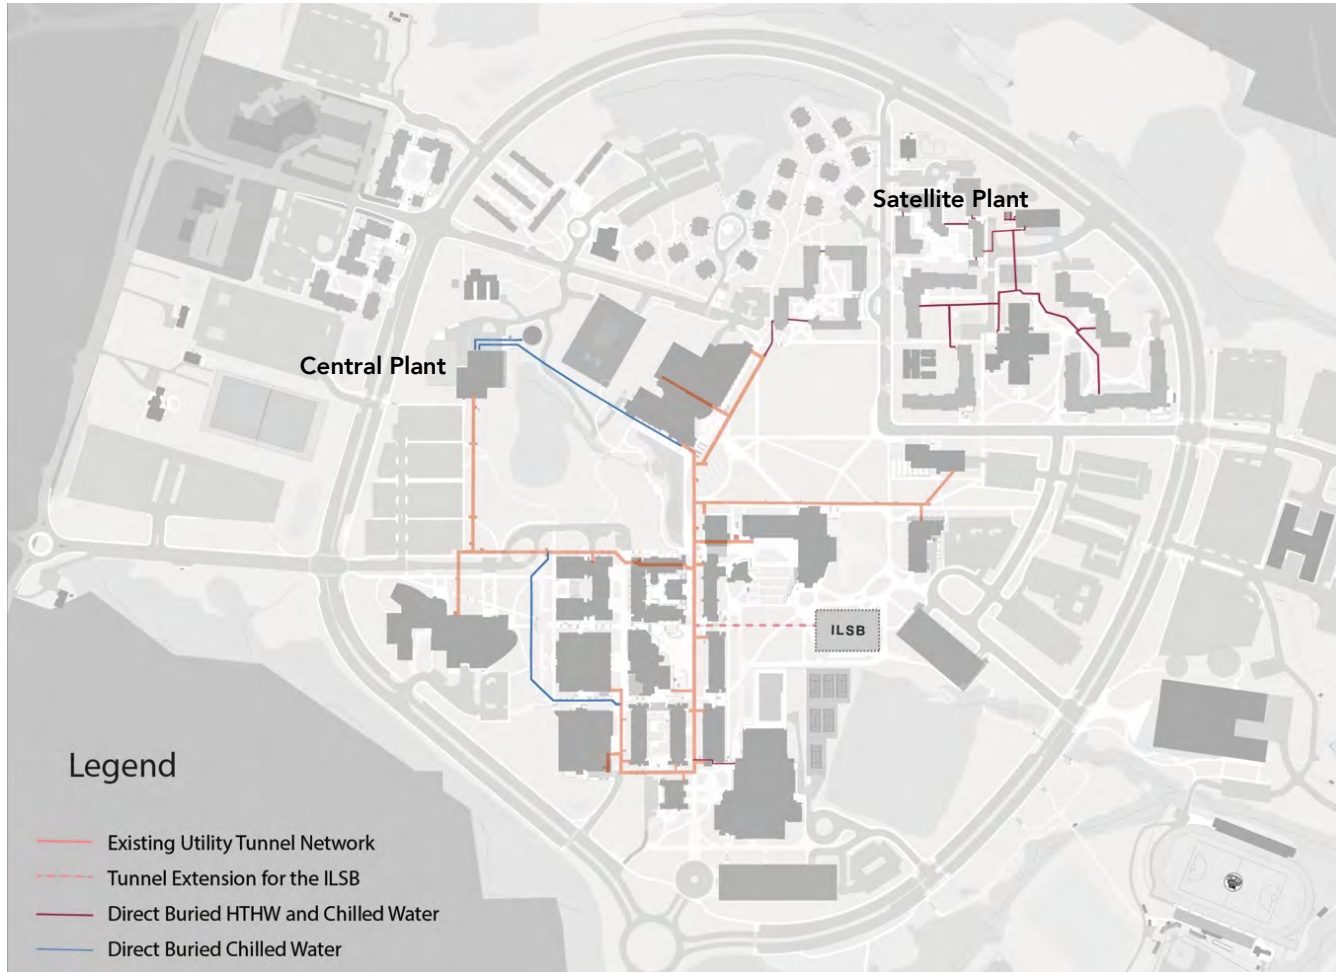 Satellite Plant
Central Plant
ILSB
Legend
Existing Utility Tunnel Network
Tunnel Extension for the ILSB
Direct Buried HTHW and Chilled Water
Direct Buried Chilled Water